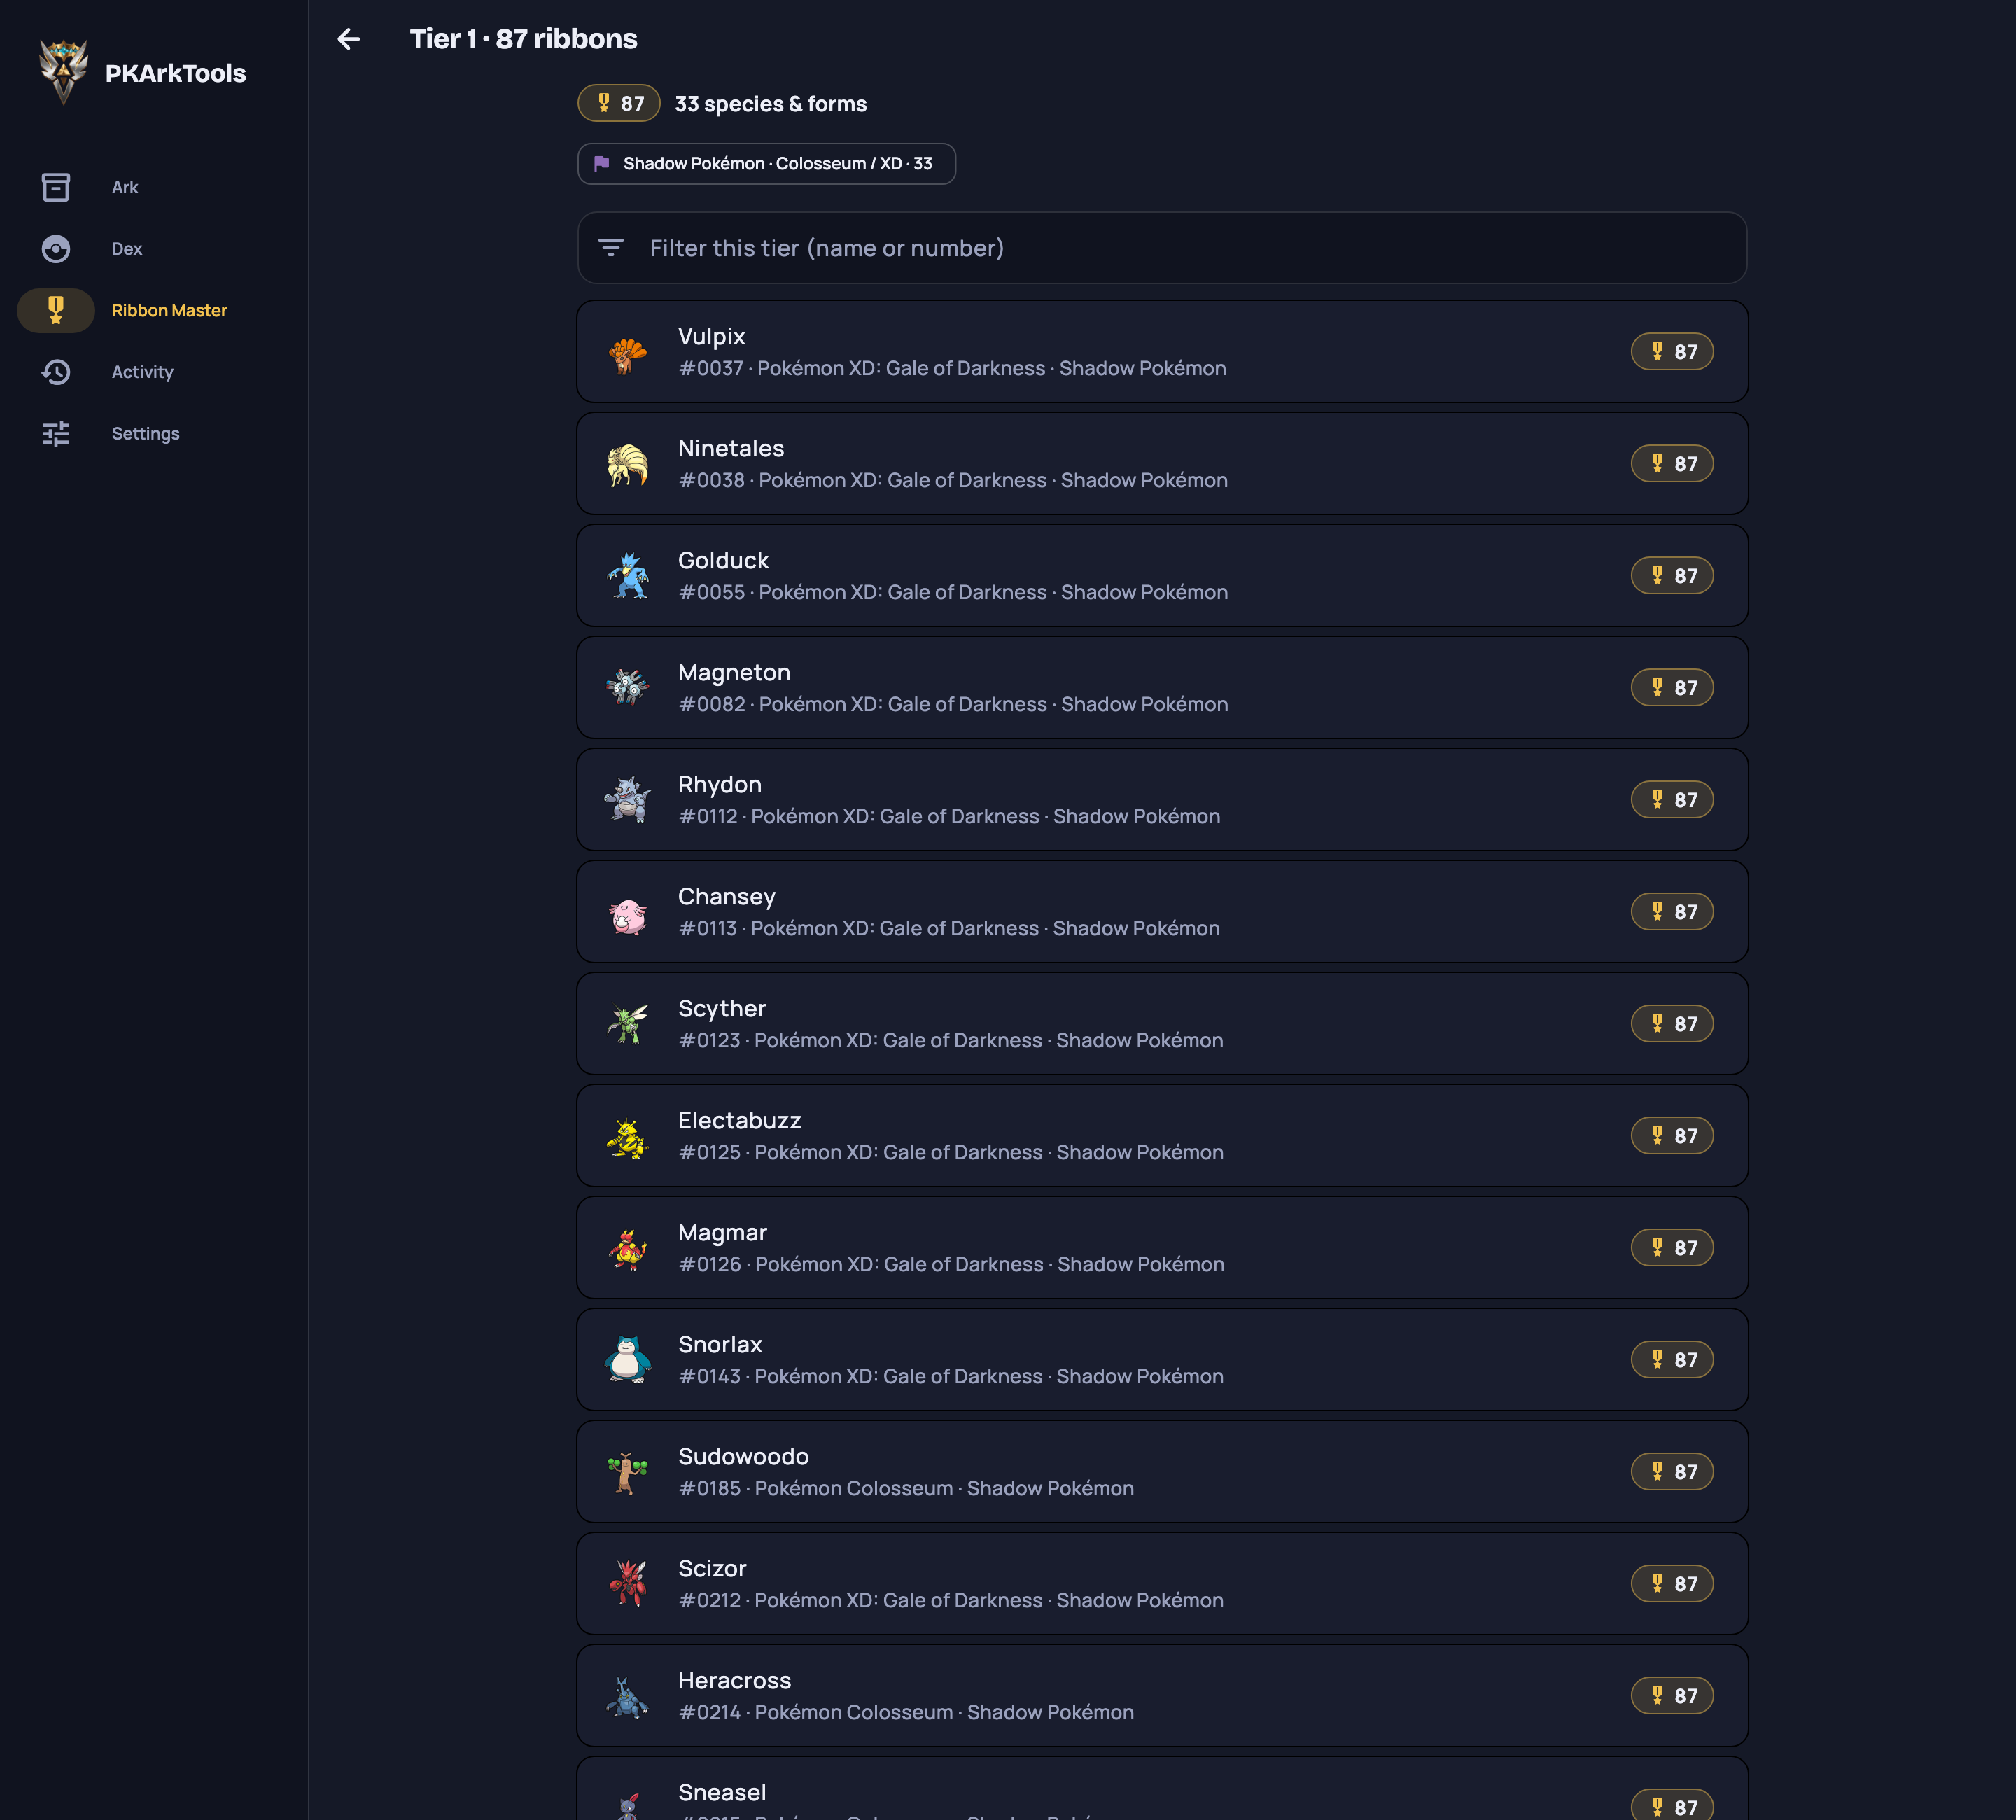 PKArkTools
Ark
Dex
Ribbon Master
Activity
Settings
Tier 1 · 87 ribbons
87 33 species & forms
Shadow Pokémon · Colosseum / XD · 33
Filter this tier (name or number)
Vulpix
#0037 · Pokémon XD: Gale of Darkness · Shadow Pokémon
87
Ninetales
#0038 · Pokémon XD: Gale of Darkness · Shadow Pokémon
87
Golduck
#0055 · Pokémon XD: Gale of Darkness · Shadow Pokémon
87
Magneton
#0082 · Pokémon XD: Gale of Darkness · Shadow Pokémon
87
Rhydon
#0112 · Pokémon XD: Gale of Darkness · Shadow Pokémon
87
Chansey
#0113 · Pokémon XD: Gale of Darkness · Shadow Pokémon
87
Scyther
#0123 · Pokémon XD: Gale of Darkness · Shadow Pokémon
87
Electabuzz
#0125 · Pokémon XD: Gale of Darkness · Shadow Pokémon
87
Magmar
#0126 · Pokémon XD: Gale of Darkness · Shadow Pokémon
87
Snorlax
#0143 · Pokémon XD: Gale of Darkness · Shadow Pokémon
87
Sudowoodo
#0185 · Pokémon Colosseum · Shadow Pokémon
87
Scizor
#0212 · Pokémon XD: Gale of Darkness · Shadow Pokémon
87
Heracross
#0214 · Pokémon Colosseum · Shadow Pokémon
87
Sneasel
87